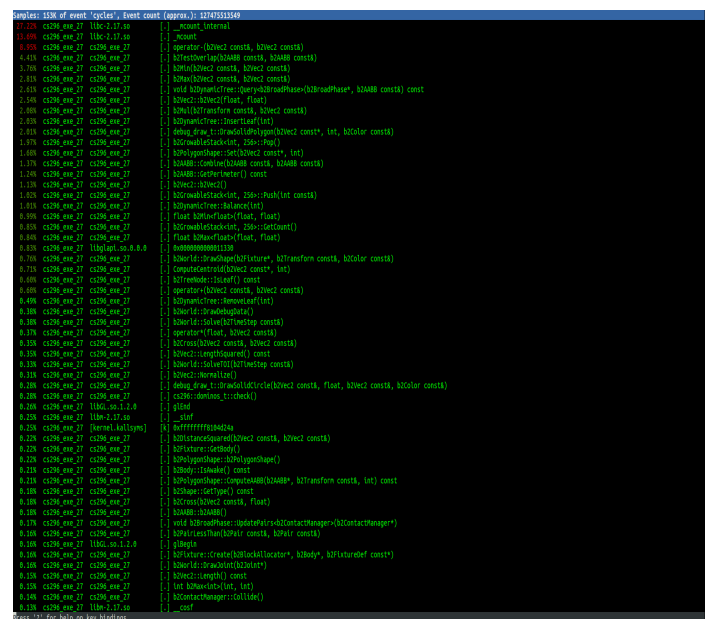 Samples: 153K of event 'cycles', Event count (approx.): 127475513549
27.22% cs296_exe_27 libc-2.17.so [.] __mcount_internal
11.69% cs296_exe_27 libc-2.17.so [.] _mcount
8.95% cs296_exe_27 cs296_exe_27 [.] operator-(b2Vec2 const&, b2Vec2 const&)
4.41% cs296_exe_27 cs296_exe_27 [.] b2TestOverlap(b2AABB const&, b2AABB const&)
3.76% cs296_exe_27 cs296_exe_27 [.] b2Min(b2Vec2 const&, b2Vec2 const&)
2.81% cs296_exe_27 cs296_exe_27 [.] b2Max(b2Vec2 const&, b2Vec2 const&)
2.61% cs296_exe_27 cs296_exe_27 [.] void b2DynamicTree::Query<b2BroadPhase>(b2BroadPhase*, b2AABB const&) const
2.54% cs296_exe_27 cs296_exe_27 [.] b2Vec2::b2Vec2(float, float)
2.08% cs296_exe_27 cs296_exe_27 [.] b2Mul(b2Transform const&, b2Vec2 const&)
2.03% cs296_exe_27 cs296_exe_27 [.] b2DynamicTree::InsertLeaf(int)
2.01% cs296_exe_27 cs296_exe_27 [.] debug_draw_t::DrawSolidPolygon(b2Vec2 const*, int, b2Color const&)
1.97% cs296_exe_27 cs296_exe_27 [.] b2GrowableStack<int, 256>::Pop()
1.68% cs296_exe_27 cs296_exe_27 [.] b2PolygonShape::Set(b2Vec2 const*, int)
1.37% cs296_exe_27 cs296_exe_27 [.] b2AABB::Combine(b2AABB const&, b2AABB const&)
1.24% cs296_exe_27 cs296_exe_27 [.] b2AABB::GetPerimeter() const
1.13% cs296_exe_27 cs296_exe_27 [.] b2Vec2::b2Vec2()
1.02% cs296_exe_27 cs296_exe_27 [.] b2GrowableStack<int, 256>::Push(int const&)
1.01% cs296_exe_27 cs296_exe_27 [.] b2DynamicTree::Balance(int)
0.99% cs296_exe_27 cs296_exe_27 [.] float b2Min<float>(float, float)
0.85% cs296_exe_27 cs296_exe_27 [.] b2GrowableStack<int, 256>::GetCount()
0.84% cs296_exe_27 cs296_exe_27 [.] float b2Max<float>(float, float)
0.83% cs296_exe_27 libglapi.so.0.0.0 [.] 0x0000000000011330
0.76% cs296_exe_27 cs296_exe_27 [.] b2World::DrawShape(b2Fixture*, b2Transform const&, b2Color const&)
0.71% cs296_exe_27 cs296_exe_27 [.] ComputeCentroid(b2Vec2 const*, int)
0.60% cs296_exe_27 cs296_exe_27 [.] b2TreeNode::IsLeaf() const
0.60% cs296_exe_27 cs296_exe_27 [.] operator+(b2Vec2 const&, b2Vec2 const&)
0.49% cs296_exe_27 cs296_exe_27 [.] b2DynamicTree::RemoveLeaf(int)
0.38% cs296_exe_27 cs296_exe_27 [.] b2World::DrawDebugData()
0.38% cs296_exe_27 cs296_exe_27 [.] b2World::Solve(b2TimeStep const&)
0.37% cs296_exe_27 cs296_exe_27 [.] operator*(float, b2Vec2 const&)
0.35% cs296_exe_27 cs296_exe_27 [.] b2Cross(b2Vec2 const&, b2Vec2 const&)
0.35% cs296_exe_27 cs296_exe_27 [.] b2Vec2::LengthSquared() const
0.33% cs296_exe_27 cs296_exe_27 [.] b2World::SolveTOI(b2TimeStep const&)
0.31% cs296_exe_27 cs296_exe_27 [.] b2Vec2::Normalize()
0.28% cs296_exe_27 cs296_exe_27 [.] debug_draw_t::DrawSolidCircle(b2Vec2 const&, float, b2Vec2 const&, b2Color const&)
0.28% cs296_exe_27 cs296_exe_27 [.] cs296::dominos_t::check()
0.26% cs296_exe_27 libGL.so.1.2.0 [.] glEnd
0.25% cs296_exe_27 libm-2.17.so [.] __sinf
0.25% cs296_exe_27 [kernel.kallsyms] [k] 0xffffffff8104d24a
0.22% cs296_exe_27 cs296_exe_27 [.] b2DistanceSquared(b2Vec2 const&, b2Vec2 const&)
0.22% cs296_exe_27 cs296_exe_27 [.] b2Fixture::GetBody()
0.22% cs296_exe_27 cs296_exe_27 [.] b2PolygonShape::b2PolygonShape()
0.21% cs296_exe_27 cs296_exe_27 [.] b2Body::IsAwake() const
0.21% cs296_exe_27 cs296_exe_27 [.] b2PolygonShape::ComputeAABB(b2AABB*, b2Transform const&, int) const
0.18% cs296_exe_27 cs296_exe_27 [.] b2Shape::GetType() const
0.18% cs296_exe_27 cs296_exe_27 [.] b2Cross(b2Vec2 const&, float)
0.18% cs296_exe_27 cs296_exe_27 [.] b2AABB::b2AABB()
0.17% cs296_exe_27 cs296_exe_27 [.] void b2BroadPhase::UpdatePairs<b2ContactManager>(b2ContactManager*)
0.16% cs296_exe_27 cs296_exe_27 [.] b2PairLessThan(b2Pair const&, b2Pair const&)
0.16% cs296_exe_27 libGL.so.1.2.0 [.] glBegin
0.16% cs296_exe_27 cs296_exe_27 [.] b2Fixture::Create(b2BlockAllocator*, b2Body*, b2FixtureDef const*)
0.16% cs296_exe_27 cs296_exe_27 [.] b2World::DrawJoint(b2Joint*)
0.15% cs296_exe_27 cs296_exe_27 [.] b2Vec2::Length() const
0.15% cs296_exe_27 cs296_exe_27 [.] int b2Max<int>(int, int)
0.14% cs296_exe_27 cs296_exe_27 [.] b2ContactManager::Collide()
0.13% cs296_exe_27 libm-2.17.so [.] __cosf
Press '?' for help on key bindings